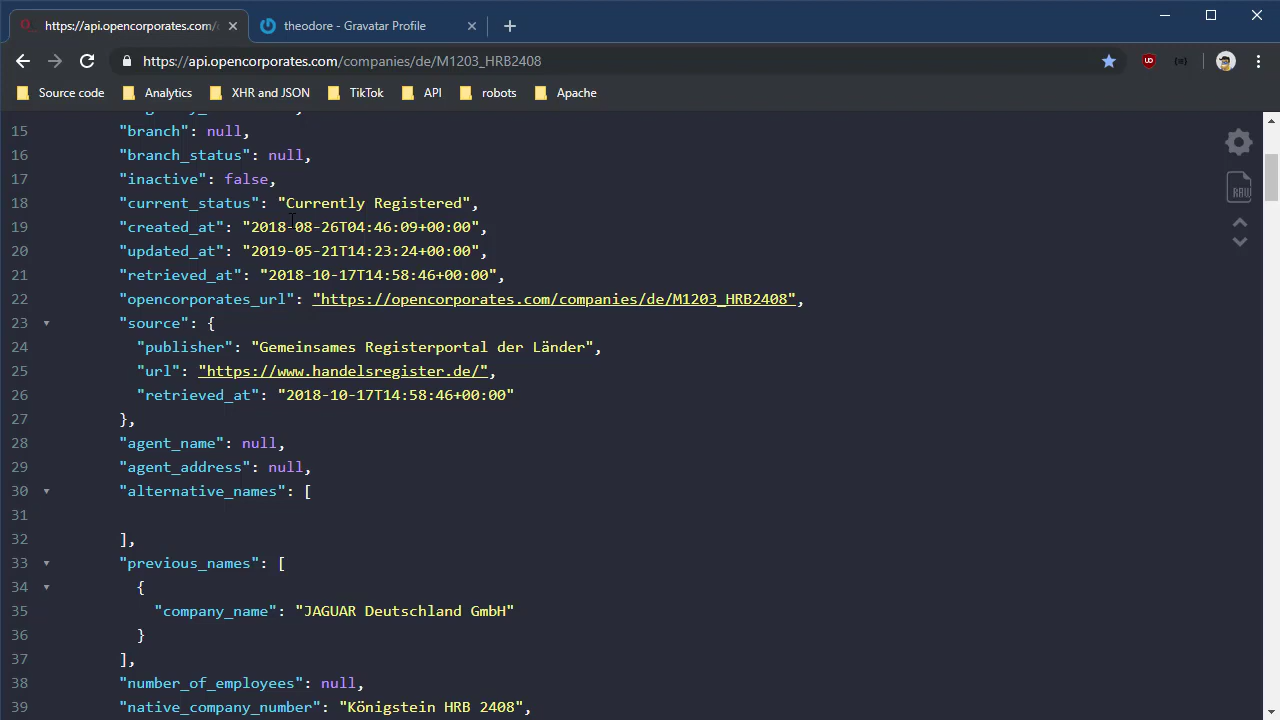 https://api.opencorporates.com/
theodore - Gravatar Profile
https://api.opencorporates.com/companies/de/M1203_HRB2408
Source code
Analytics
XHR and JSON
TikTok
API
robots
Apache
15 "branch": null,
16 "branch_status": null,
17 "inactive": false,
18 "current_status": "Currently Registered",
19 "created_at": "2018-08-26T04:46:09+00:00",
20 "updated_at": "2019-05-21T14:23:24+00:00",
21 "retrieved_at": "2018-10-17T14:58:46+00:00",
22 "opencorporates_url": "https://opencorporates.com/companies/de/M1203_HRB2408",
23 "source": {
24 "publisher": "Gemeinsames Registerportal der Länder",
25 "url": "https://www.handelsregister.de/",
26 "retrieved_at": "2018-10-17T14:58:46+00:00"
27 },
28 "agent_name": null,
29 "agent_address": null,
30 "alternative_names": [
31
32 ],
33 "previous_names": [
34 {
35 "company_name": "JAGUAR Deutschland GmbH"
36 }
37 ],
38 "number_of_employees": null,
39 "native_company_number": "Königstein HRB 2408",
RAW